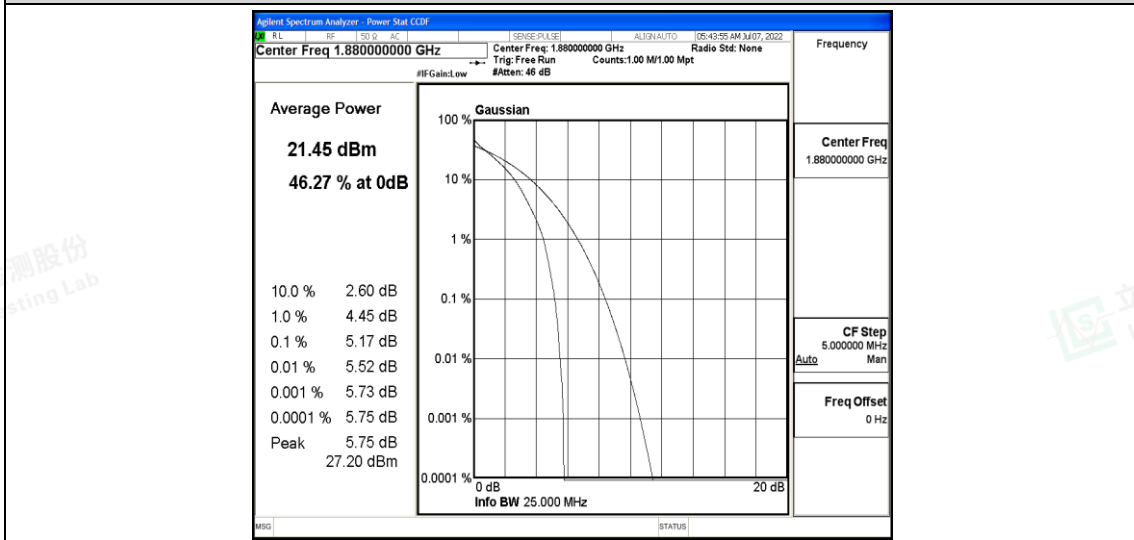 Agilent Spectrum Analyzer - Power Stat CCDF
RL RF 50 Ω AC SENSE:PULSE ALIGN AUTO 05:43:55 AM Jul 07, 2022
Center Freq 1.880000000 GHz
Center Freq: 1.880000000 GHz Radio Std: None
Trig: Free Run Counts:1.00 M/1.00 Mpt
#IFGain:Low #Atten: 46 dB
Frequency
Average Power
21.45 dBm
46.27 % at 0dB
10.0 % 2.60 dB
1.0 % 4.45 dB
0.1 % 5.17 dB
0.01 % 5.52 dB
0.001 % 5.73 dB
0.0001 % 5.75 dB
Peak 5.75 dB
27.20 dBm
Gaussian
100 %
10 %
1 %
0.1 %
0.01 %
0.001 %
0.0001 %
0 dB 20 dB
Info BW 25.000 MHz
Center Freq
1.880000000 GHz
CF Step
5.000000 MHz
Auto Man
Freq Offset
0 Hz
MSG STATUS
测股份
sting Lab
立